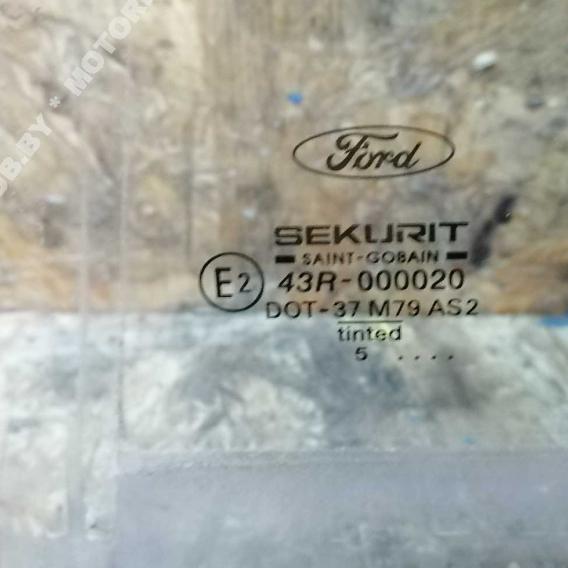 Ford
SEKURIT
SAINT-GOBAIN
E2 43R-000020
DOT-37 M79 AS2
tinted
5 ....